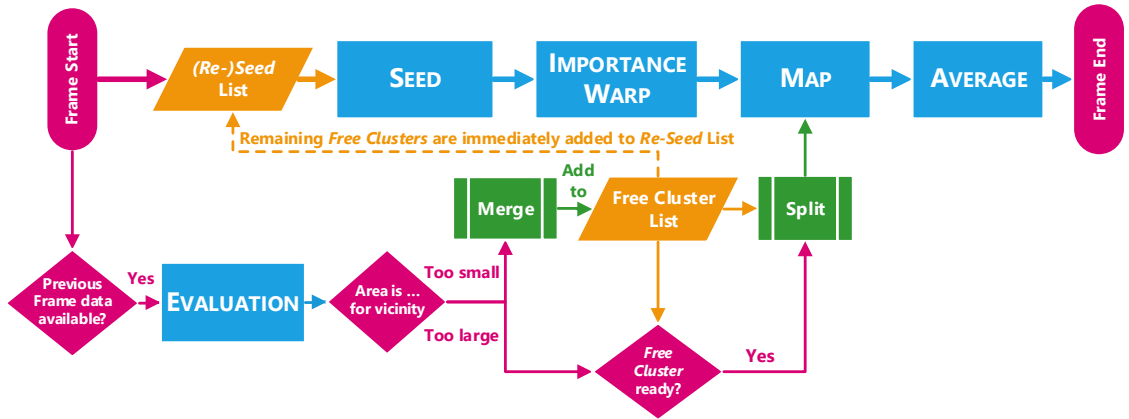 Frame Start
(Re-)Seed
List
SEED
IMPORTANCE
WARP
MAP
AVERAGE
Frame End
Remaining Free Clusters are immediately added to Re-Seed List
Merge
Add
to
Free Cluster
List
Split
Previous
Frame data
available?
Yes
EVALUATION
Area is ...
for vicinity
Too small
Too large
Free
Cluster
ready?
Yes